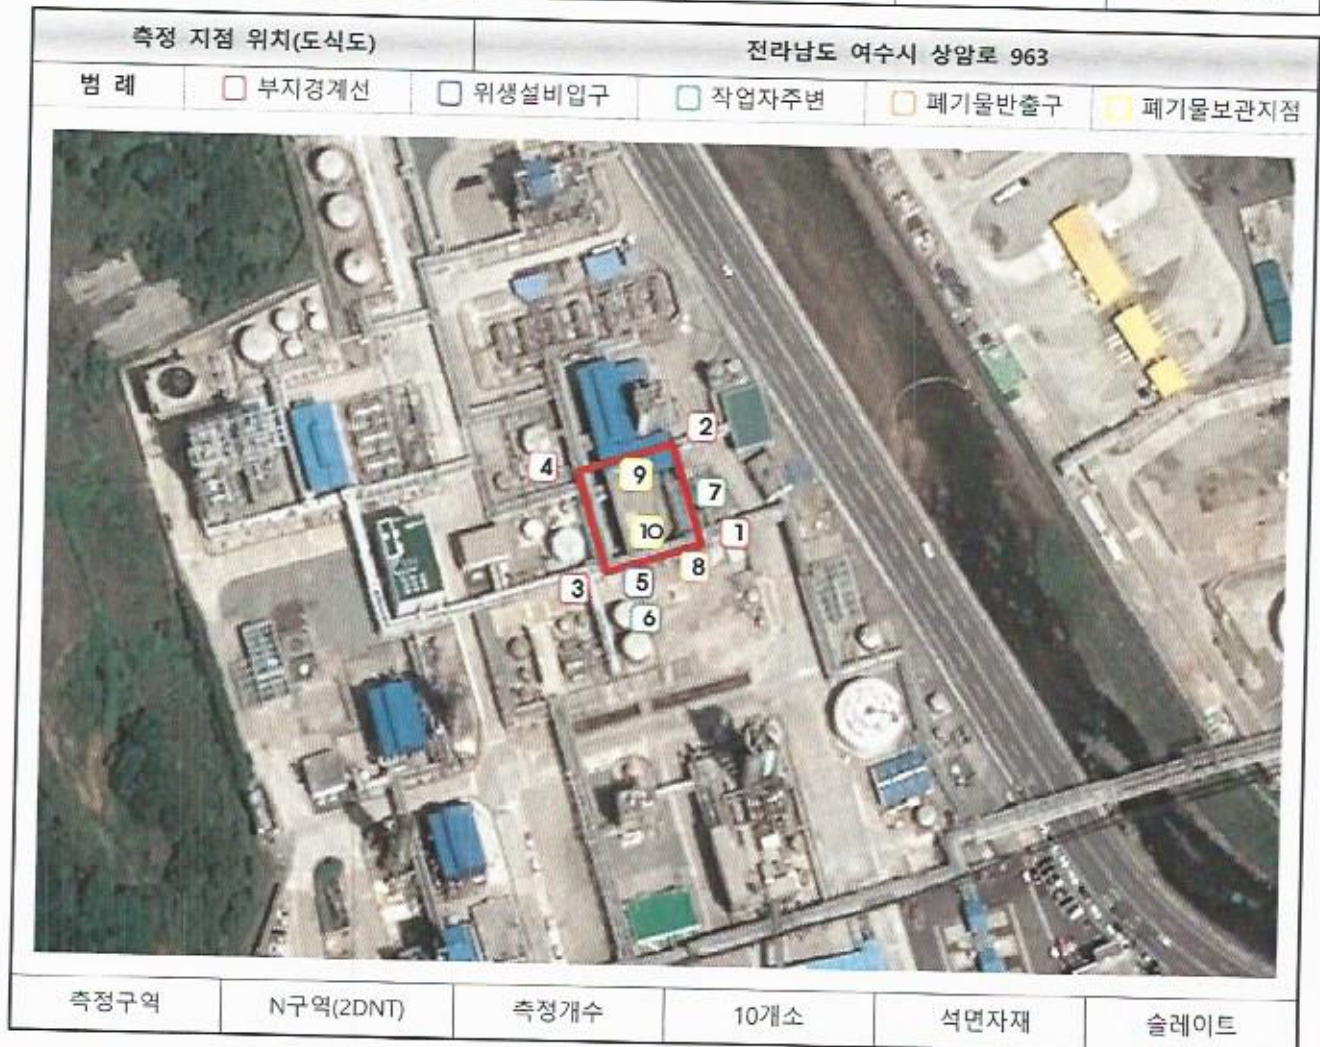 측정 지점 위치(도식도) 전라남도 여수시 상암로 963
범 례 부지경계선 위생설비입구 작업자주변 폐기물반출구 폐기물보관지점
2
4 9
7
10 1
8
3 5
6
측정구역 N구역(2DNT) 측정개수 10개소 석면자재 슬레이트